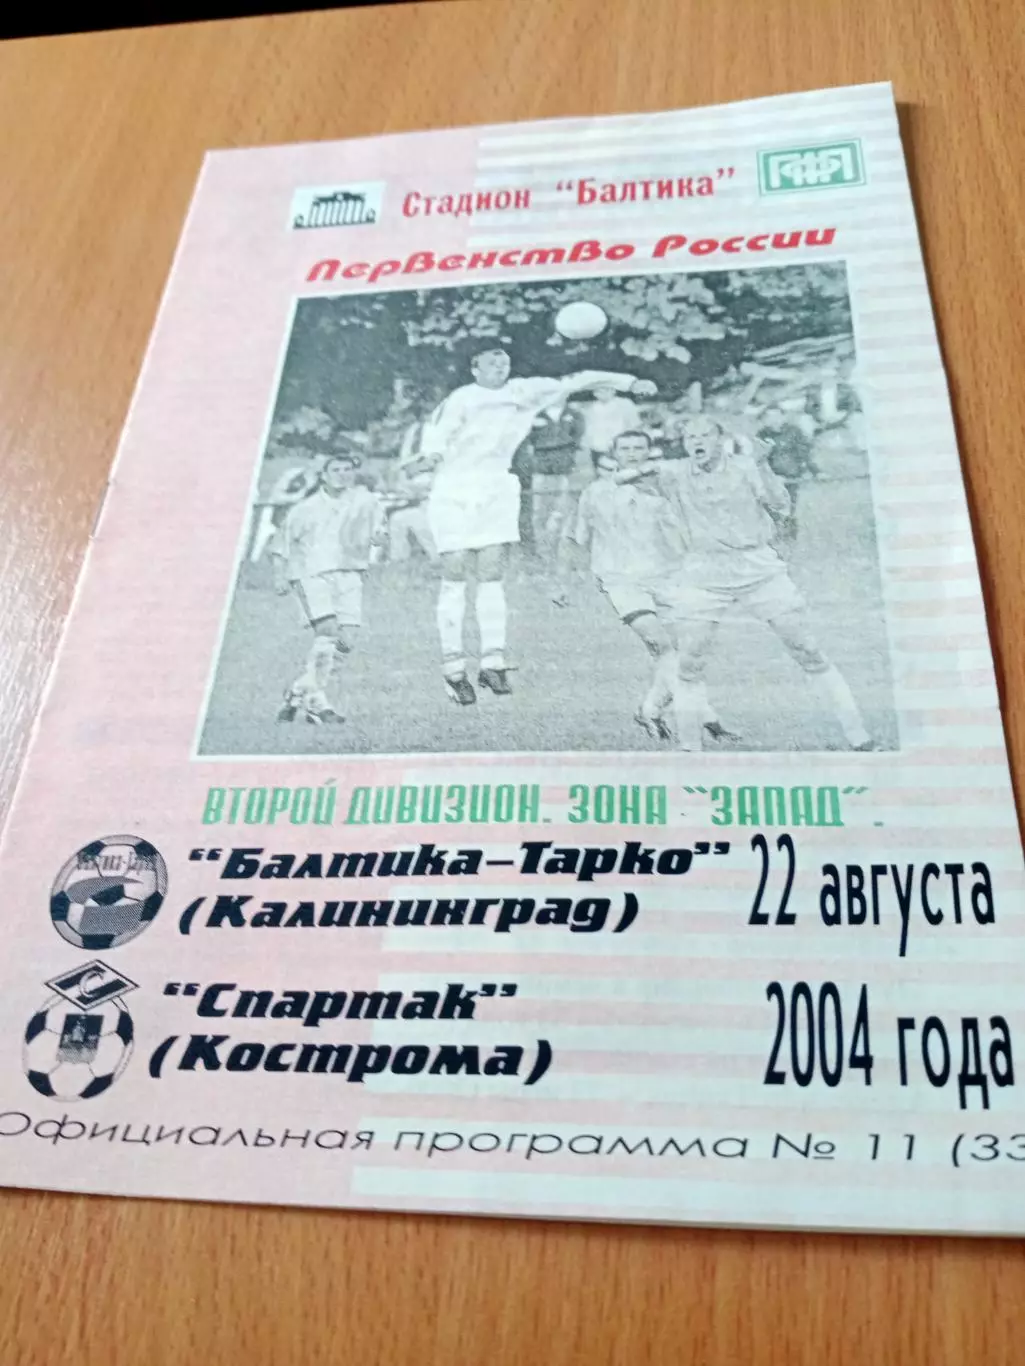 Стадион "Балтика"
Первенство России
ВТОРОЙ ДИВИЗИОН. ЗОНА "ЗАПАД".
"Балтика-Тарко"
(Калининград)
22 августа
"Спартак"
(Кострома)
2004 года
Официальная программа № 11 (33